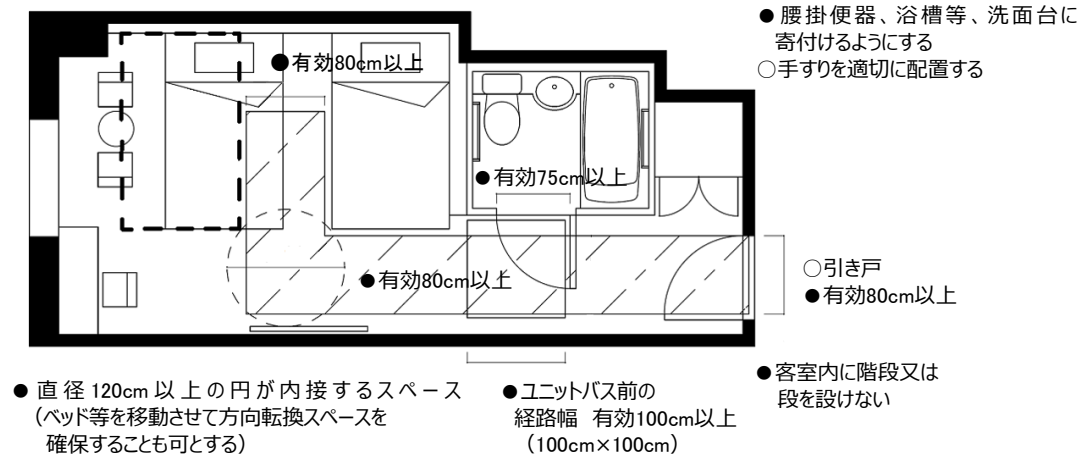 ●腰掛便器、浴槽等、洗面台に
寄付けるようにする
○手すりを適切に配置する
●有効80cm以上
●有効75cm以上
●有効80cm以上
○引き戸
●有効80cm以上
●直径120cm以上の円が内接するスペース
（ベッド等を移動させて方向転換スペースを
確保することも可とする）
●ユニットバス前の
経路幅 有効100cm以上
（100cm×100cm）
●客室内に階段又は
段を設けない